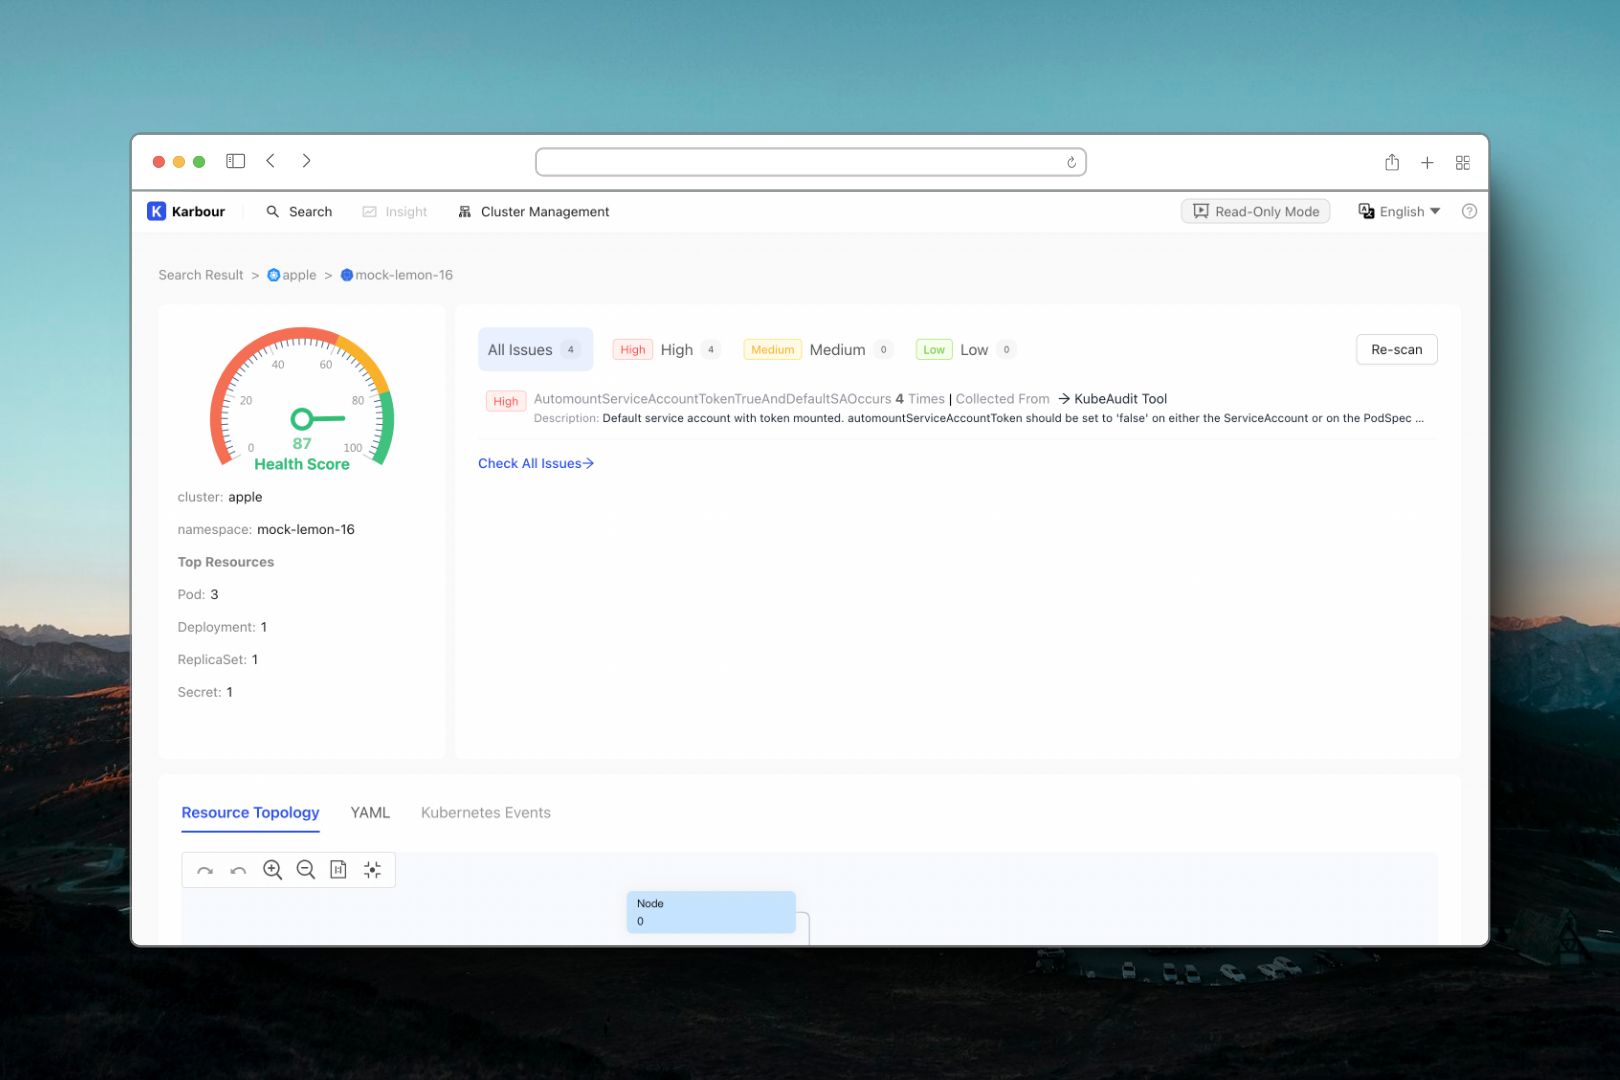 K Karbour Search Insight Cluster Management Read-Only Mode English
Search Result > apple > mock-lemon-16
0 20 40 60 80 100
87
Health Score
cluster: apple
namespace: mock-lemon-16
Top Resources
Pod: 3
Deployment: 1
ReplicaSet: 1
Secret: 1
All Issues 4 High High 4 Medium Medium 0 Low Low 0 Re-scan
High AutomountServiceAccountTokenTrueAndDefaultSAOccurs 4 Times | Collected From → KubeAudit Tool
Description: Default service account with token mounted. automountServiceAccountToken should be set to 'false' on either the ServiceAccount or on the PodSpec ...
Check All Issues→
Resource Topology YAML Kubernetes Events
Node
0